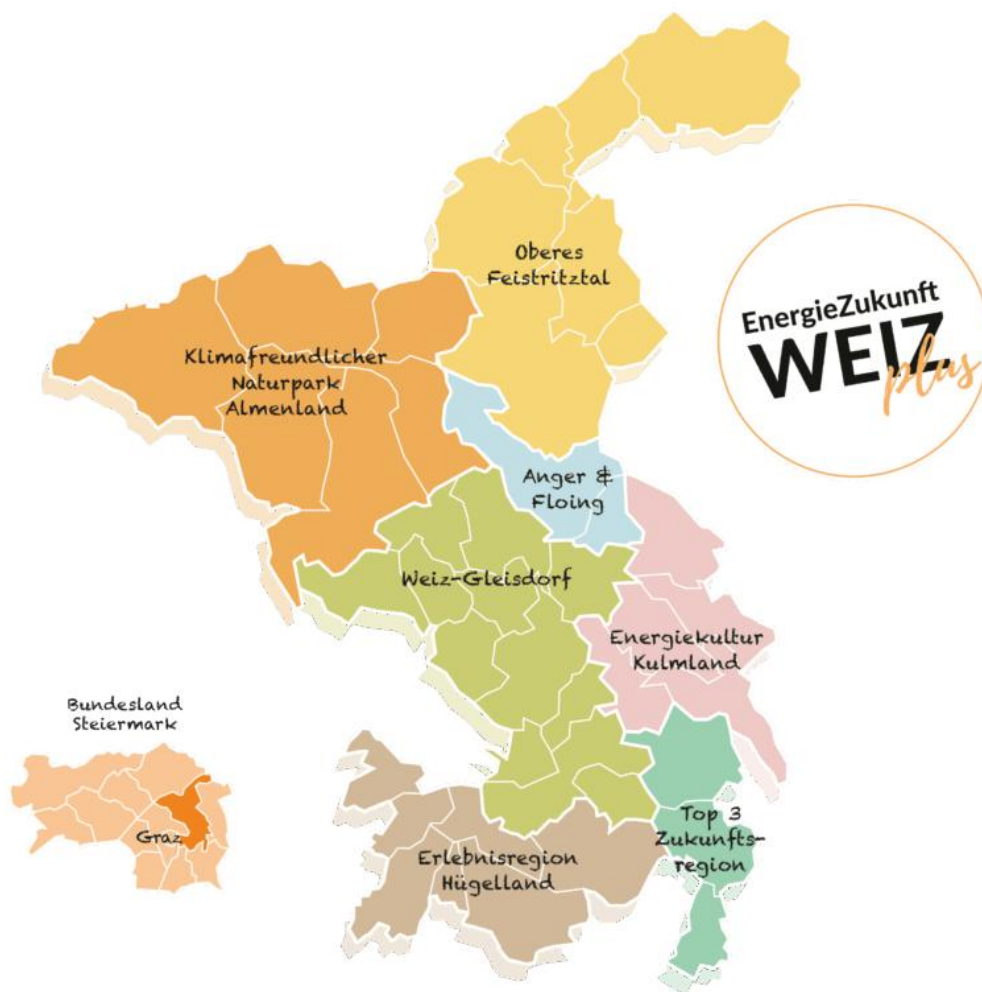 Oberes
Feistritztal
EnergieZukunft
WEIZ
plus
Klimafreundlicher
Naturpark
Almenland
Anger &
Floing
Weiz-Gleisdorf
Energiekultur
Kulmland
Bundesland
Steiermark
Graz
Top 3
Zukunfts-
region
Erlebnisregion
Hügelland